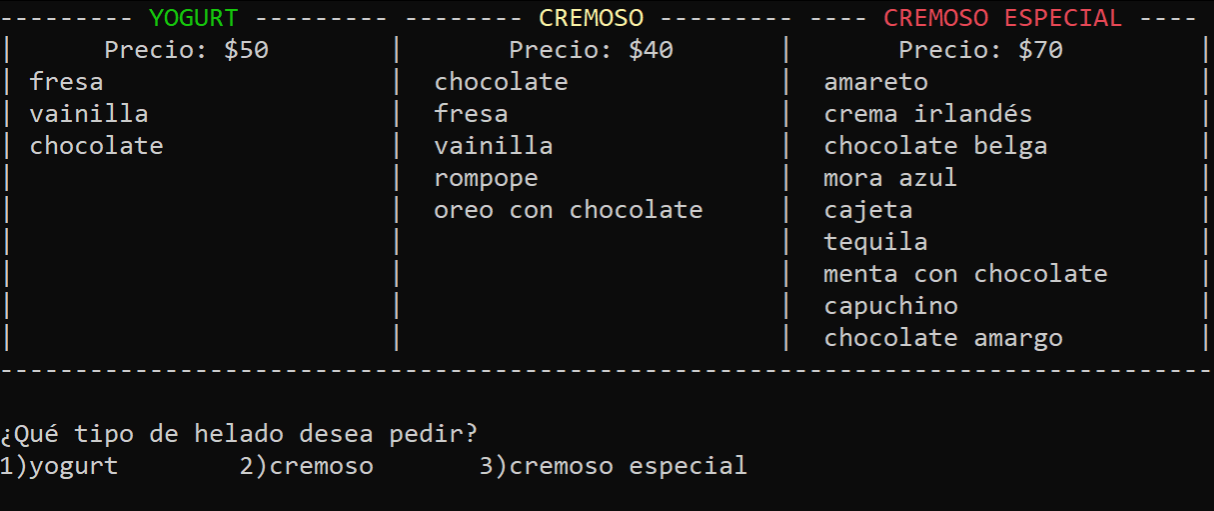 --------- YOGURT --------- -------- CREMOSO --------- ---- CREMOSO ESPECIAL ----
| Precio: $50 | Precio: $40 | Precio: $70 |
| fresa | chocolate | amareto |
| vainilla | fresa | crema irlandés |
| chocolate | vainilla | chocolate belga |
| | rompope | mora azul |
| | oreo con chocolate | cajeta |
| | | tequila |
| | | menta con chocolate |
| | | capuchino |
| | | chocolate amargo |
---------------------------------------------------------------------------------
¿Qué tipo de helado desea pedir?
1)yogurt 2)cremoso 3)cremoso especial